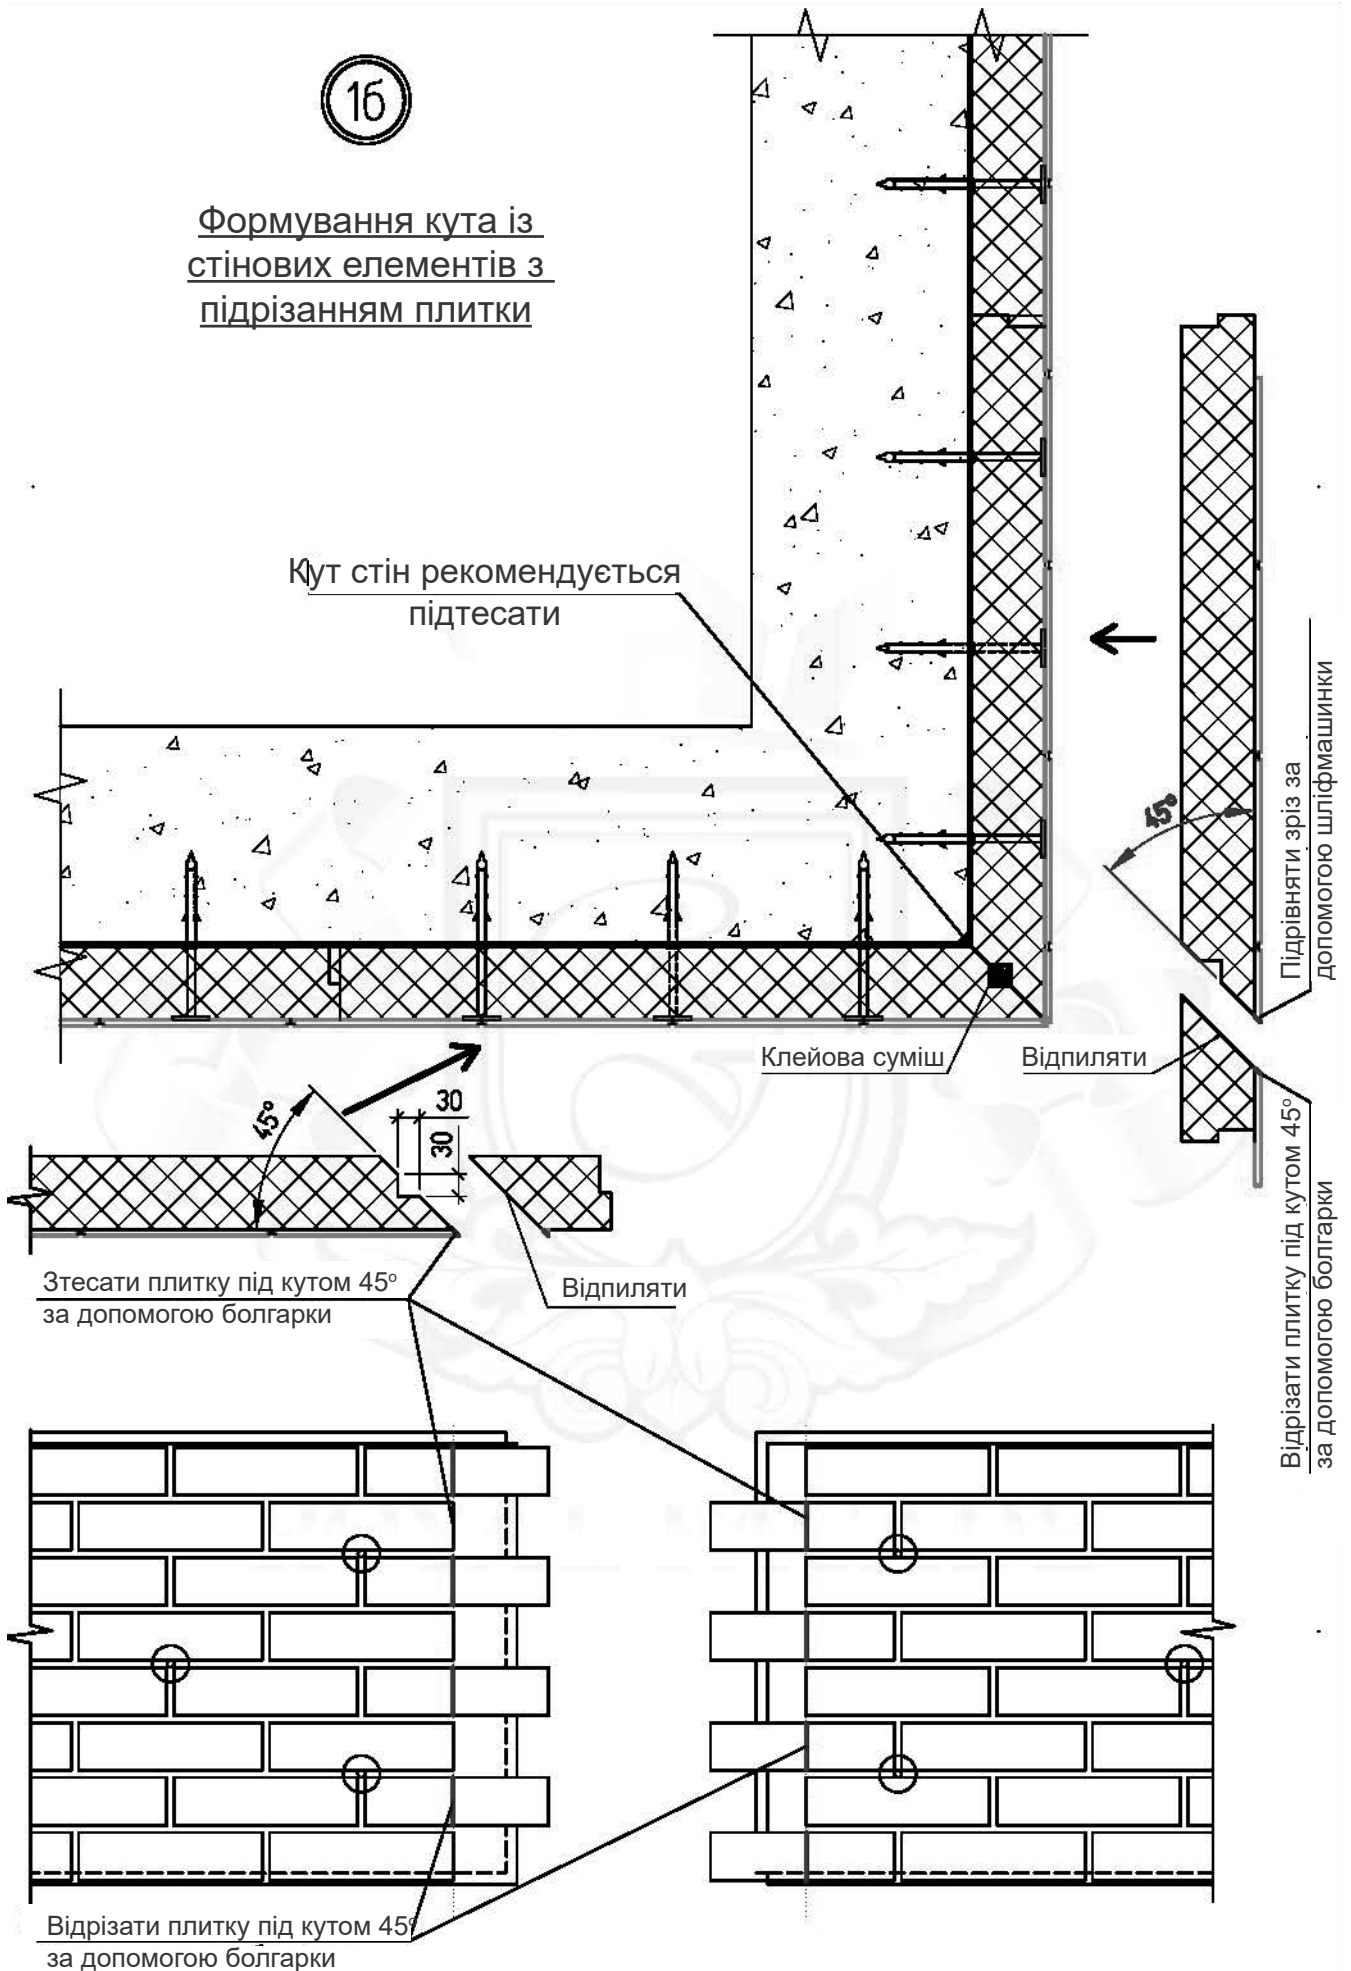 1б
Формування кута із
стінових елементів з
підрізанням плитки
Кут стін рекомендується
підтесати
45°
Підрівняти зріз за
допомогою шліфмашинки
Клейова суміш
Відпиляти
45°
30
30
Зтесати плитку під кутом 45°
за допомогою болгарки
Відпиляти
Відрізати плитку під кутом 45°
за допомогою болгарки
Відрізати плитку під кутом 45°
за допомогою болгарки